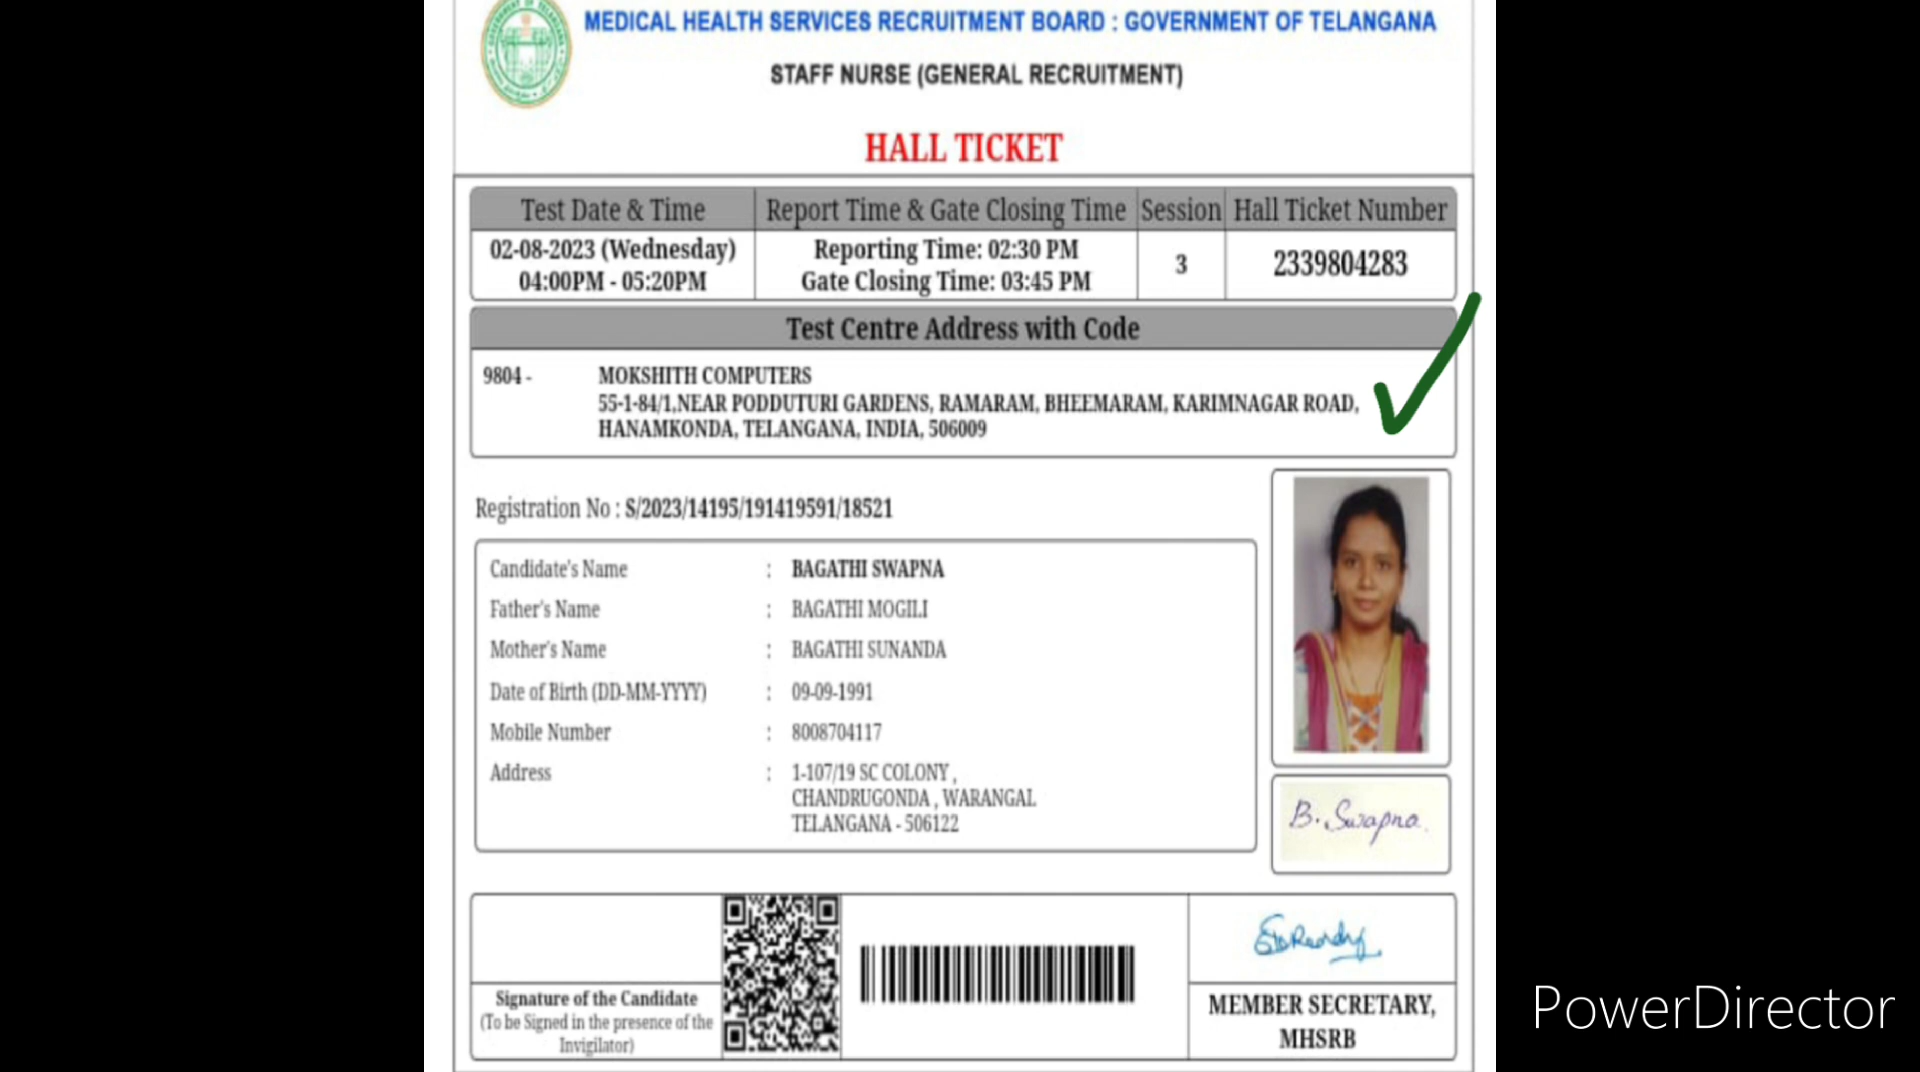 MEDICAL HEALTH SERVICES RECRUITMENT BOARD : GOVERNMENT OF TELANGANA
STAFF NURSE (GENERAL RECRUITMENT)
HALL TICKET
Test Date & Time Report Time & Gate Closing Time Session Hall Ticket Number
02-08-2023 (Wednesday) Reporting Time: 02:30 PM 3 2339804283
04:00PM - 05:20PM Gate Closing Time: 03:45 PM
Test Centre Address with Code
9804 - MOKSHITH COMPUTERS
55-1-84/1,NEAR PODDUTURI GARDENS, RAMARAM, BHEEMARAM, KARIMNAGAR ROAD,
HANAMKONDA, TELANGANA, INDIA, 506009
Registration No : S/2023/14195/191419591/18521
Candidate's Name : BAGATHI SWAPNA
Father's Name : BAGATHI MOGILI
Mother's Name : BAGATHI SUNANDA
Date of Birth (DD-MM-YYYY) : 09-09-1991
Mobile Number : 8008704117
Address : 1-107/19 SC COLONY ,
CHANDRUGONDA , WARANGAL
TELANGANA - 506122
B. Swapna.
Signature of the Candidate
(To be Signed in the presence of the
Invigilator)
MEMBER SECRETARY,
MHSRB
PowerDirector